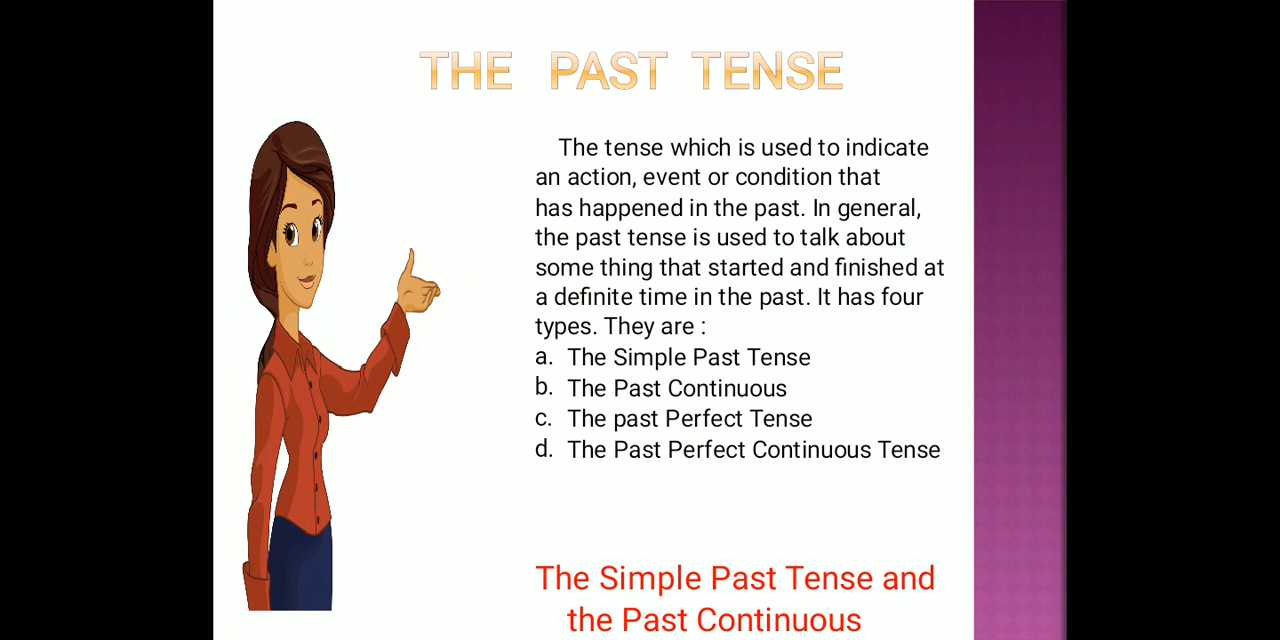 THE PAST TENSE
The tense which is used to indicate
an action, event or condition that
has happened in the past. In general,
the past tense is used to talk about
some thing that started and finished at
a definite time in the past. It has four
types. They are :
a. The Simple Past Tense
b. The Past Continuous
c. The past Perfect Tense
d. The Past Perfect Continuous Tense
The Simple Past Tense and
the Past Continuous